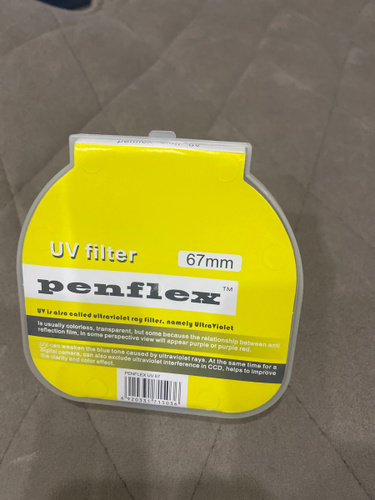 UV filter
67mm
penflex™
UV is also called ultraviolet ray filter, namely UltraViolet
Is usually colorless, transparent, but some because the relationship between anti
reflection film, in some perspective view will appear purple or purple red.
UV can weaken the blue tone caused by ultraviolet rays. At the same time for a
digital camera, can also exclude ultraviolet interference in CCD, helps to improve
the clarity and color effect.
PENFLEX UV 67